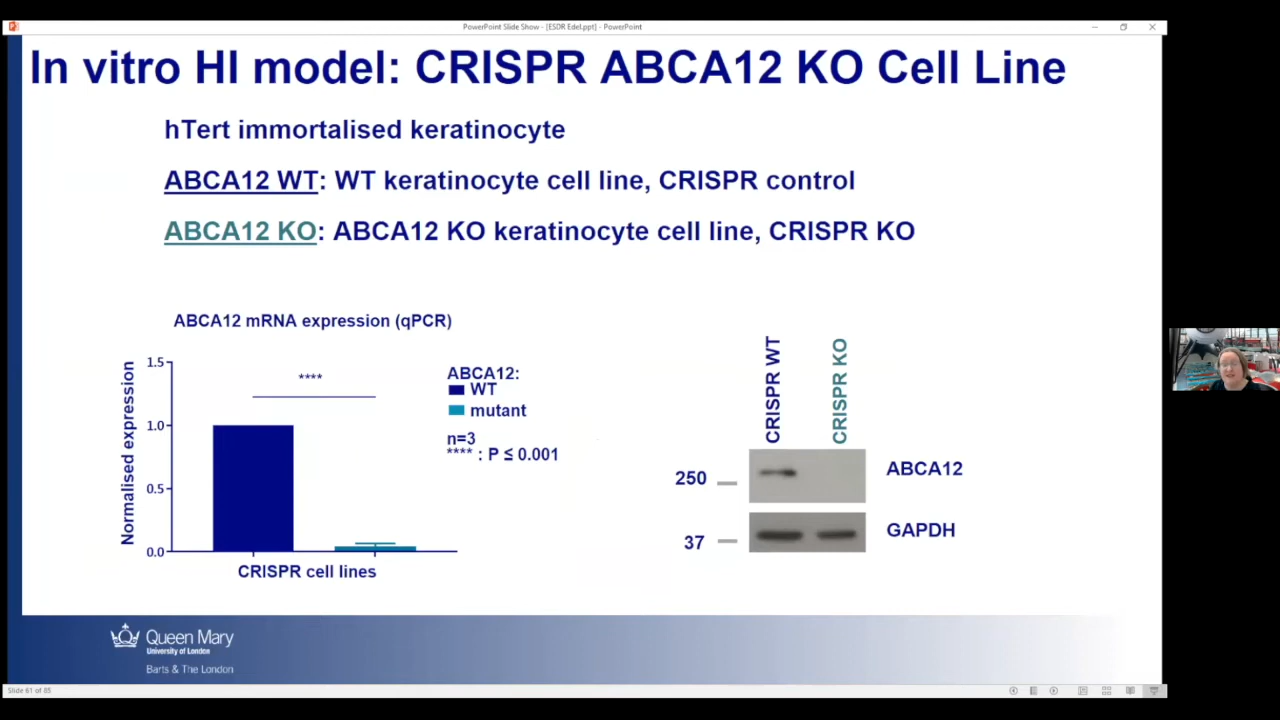 PowerPoint Slide Show - [ESDR Edel.ppt] - PowerPoint
In vitro HI model: CRISPR ABCA12 KO Cell Line
hTert immortalised keratinocyte
ABCA12 WT: WT keratinocyte cell line, CRISPR control
ABCA12 KO: ABCA12 KO keratinocyte cell line, CRISPR KO
ABCA12 mRNA expression (qPCR)
Normalised expression
1.5
1.0
0.5
0.0
****
CRISPR cell lines
ABCA12:
WT
mutant
n=3
**** : P ≤ 0.001
CRISPR WT
CRISPR KO
250
ABCA12
37
GAPDH
Queen Mary
University of London
Barts & The London
Slide 61 of 85